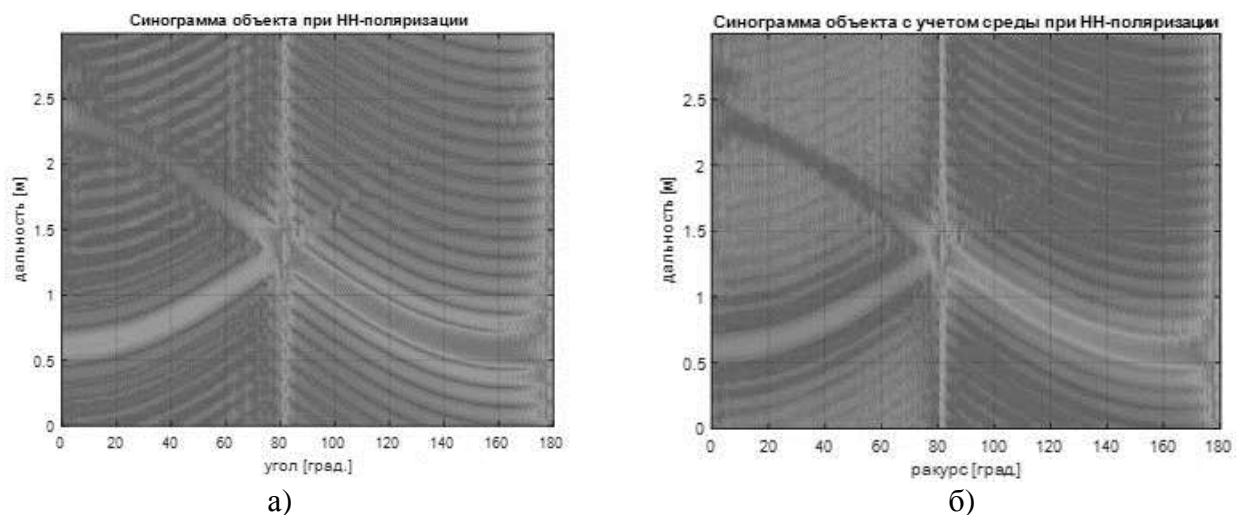 Синограмма объекта при НН-поляризации
дальность [м]
2.5
2
1.5
1
0.5
0
0 20 40 60 80 100 120 140 160 180
угол [град.]
а)
Синограмма объекта с учетом среды при НН-поляризации
дальность [м]
2.5
2
1.5
1
0.5
0
0 20 40 60 80 100 120 140 160 180
ракурс [град.]
б)